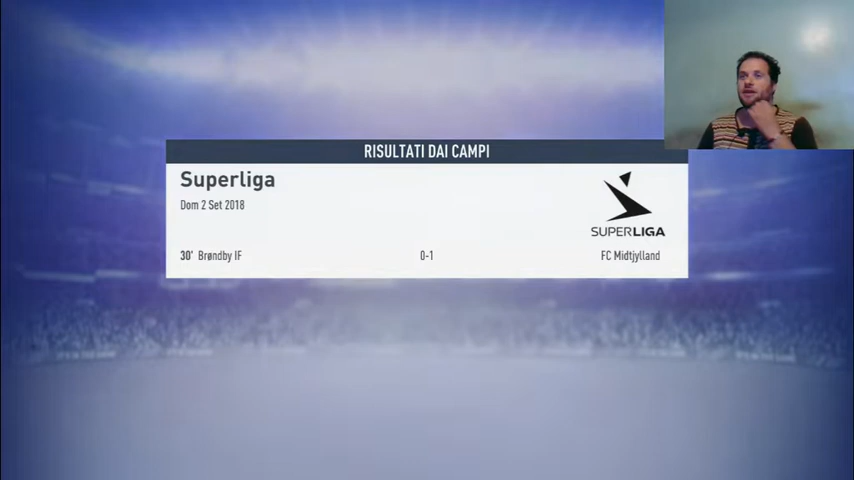 RISULTATI DAI CAMPI
Superliga
Dom 2 Set 2018
SUPERLIGA
30' Brøndby IF 0-1 FC Midtjylland